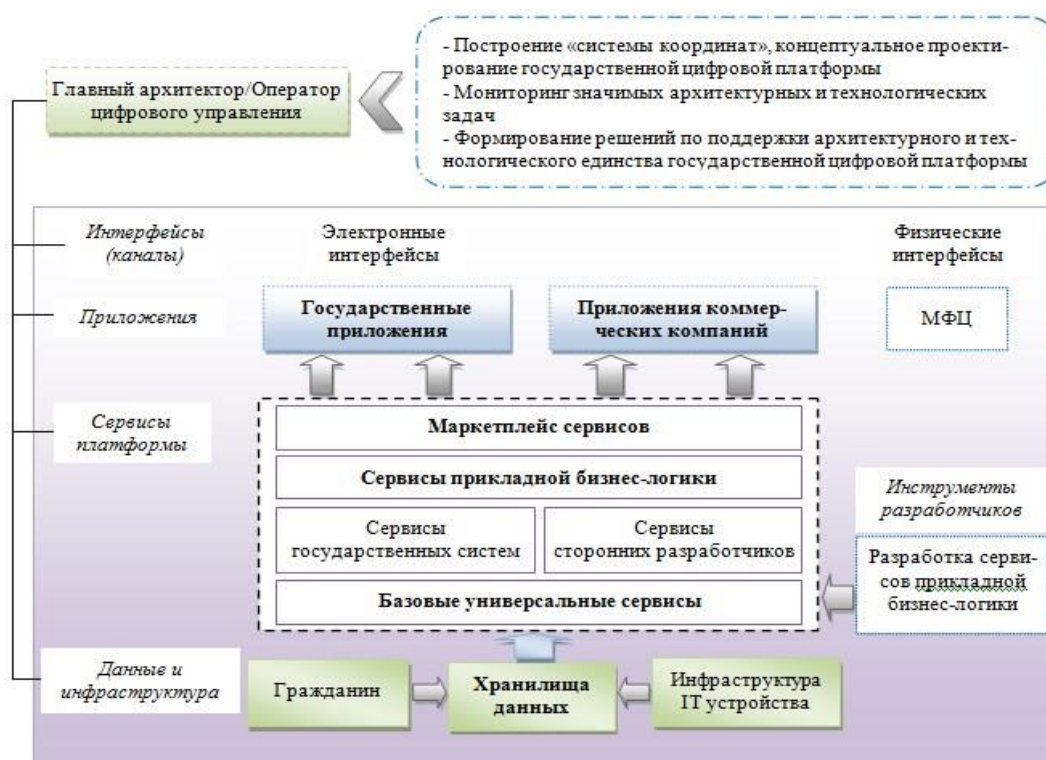 - Построение «системы координат», концептуальное проекти-
рование государственной цифровой платформы
- Мониторинг значимых архитектурных и технологических
задач
- Формирование решений по поддержки архитектурного и тех-
нологического единства государственной цифровой платформы
Главный архитектор/Оператор
цифрового управления
Интерфейсы
(каналы)
Электронные
интерфейсы
Физические
интерфейсы
Приложения
Государственные
приложения
Приложения коммер-
ческих компаний
МФЦ
Сервисы
платформы
Маркетплейс сервисов
Сервисы прикладной бизнес-логики
Сервисы
государственных систем
Сервисы
сторонних разработчиков
Базовые универсальные сервисы
Инструменты
разработчиков
Разработка серви-
сов прикладной
бизнес-логики
Данные и
инфраструктура
Гражданин
Хранилища
данных
Инфраструктура
IT устройства